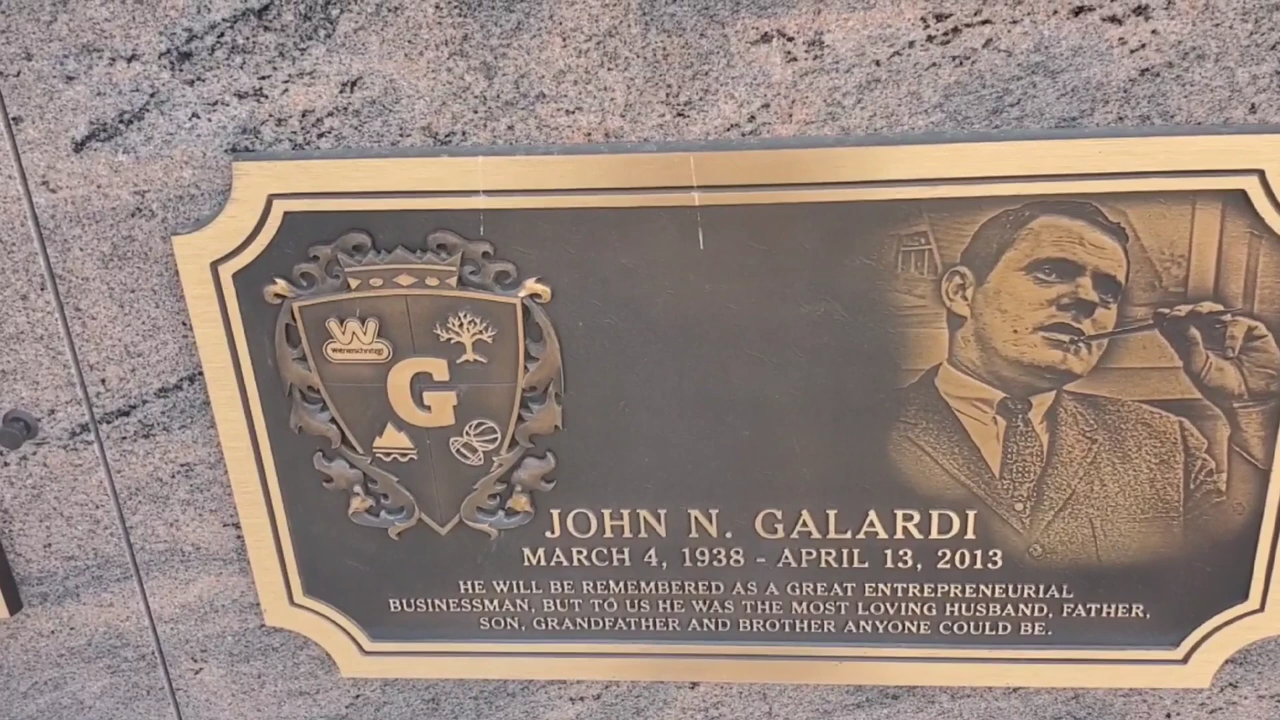 W
wienerschnitzel
G
JOHN N. GALARDI
MARCH 4, 1938 - APRIL 13, 2013
HE WILL BE REMEMBERED AS A GREAT ENTREPRENEURIAL
BUSINESSMAN, BUT TO US HE WAS THE MOST LOVING HUSBAND, FATHER,
SON, GRANDFATHER AND BROTHER ANYONE COULD BE.